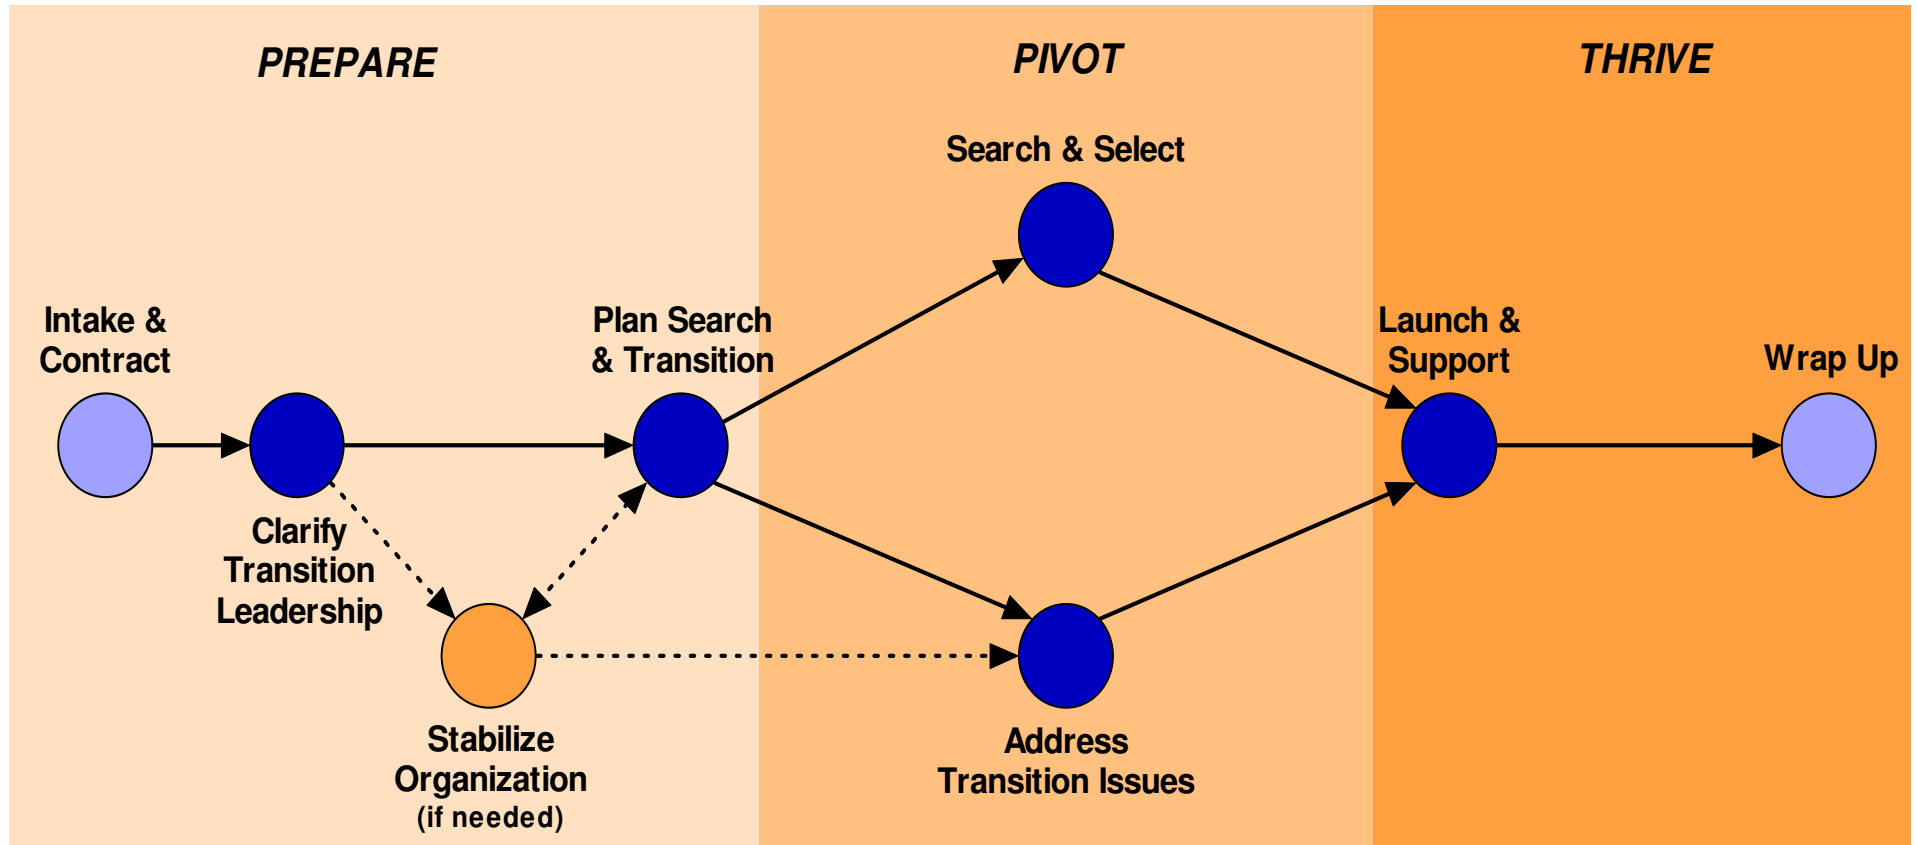 PREPARE
PIVOT
THRIVE
Search & Select
Intake &
Contract
Plan Search
& Transition
Launch &
Support
Wrap Up
Clarify
Transition
Leadership
Stabilize
Organization
(if needed)
Address
Transition Issues